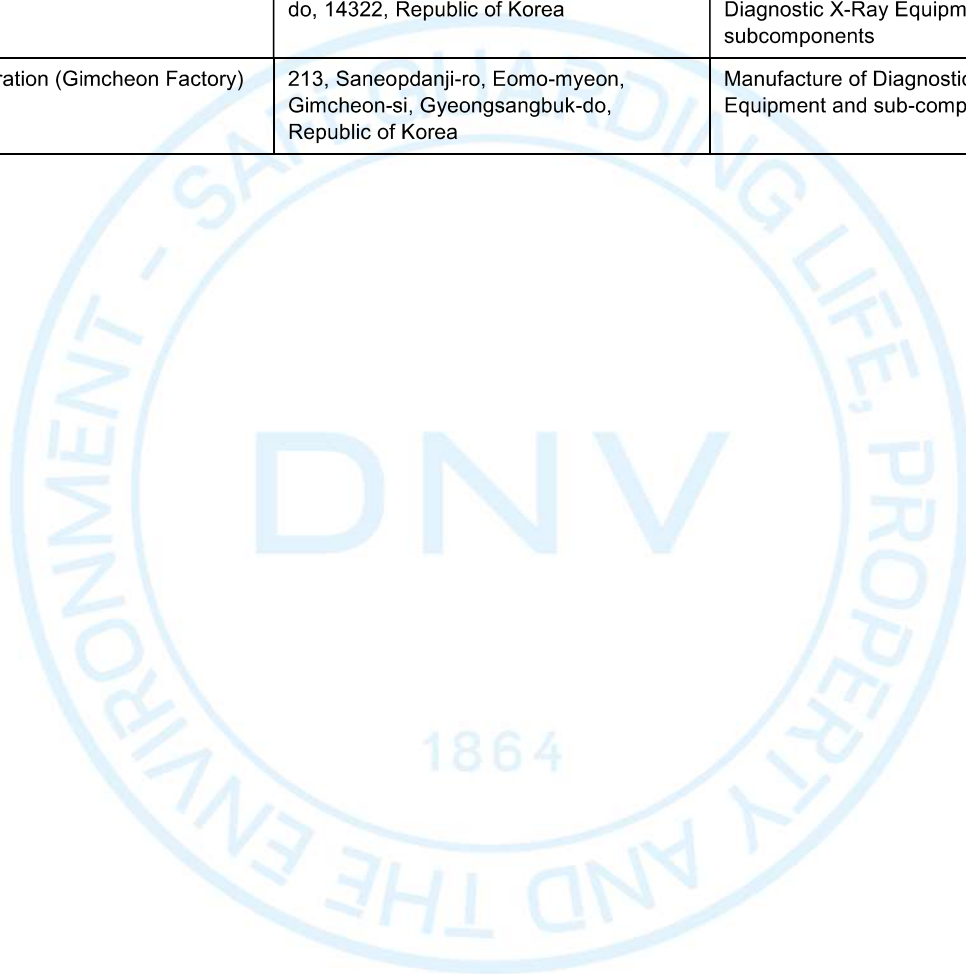 do, 14322, Republic of Korea
Diagnostic X-Ray Equipm
subcomponents
ration (Gimcheon Factory)
213, Saneopdanji-ro, Eomo-myeon,
Gimcheon-si, Gyeongsangbuk-do,
Republic of Korea
Manufacture of Diagnostic
Equipment and sub-comp
SAFEGUARDING LIFE, PROPERTY AND THE ENVIRONMENT -
DNV
1864